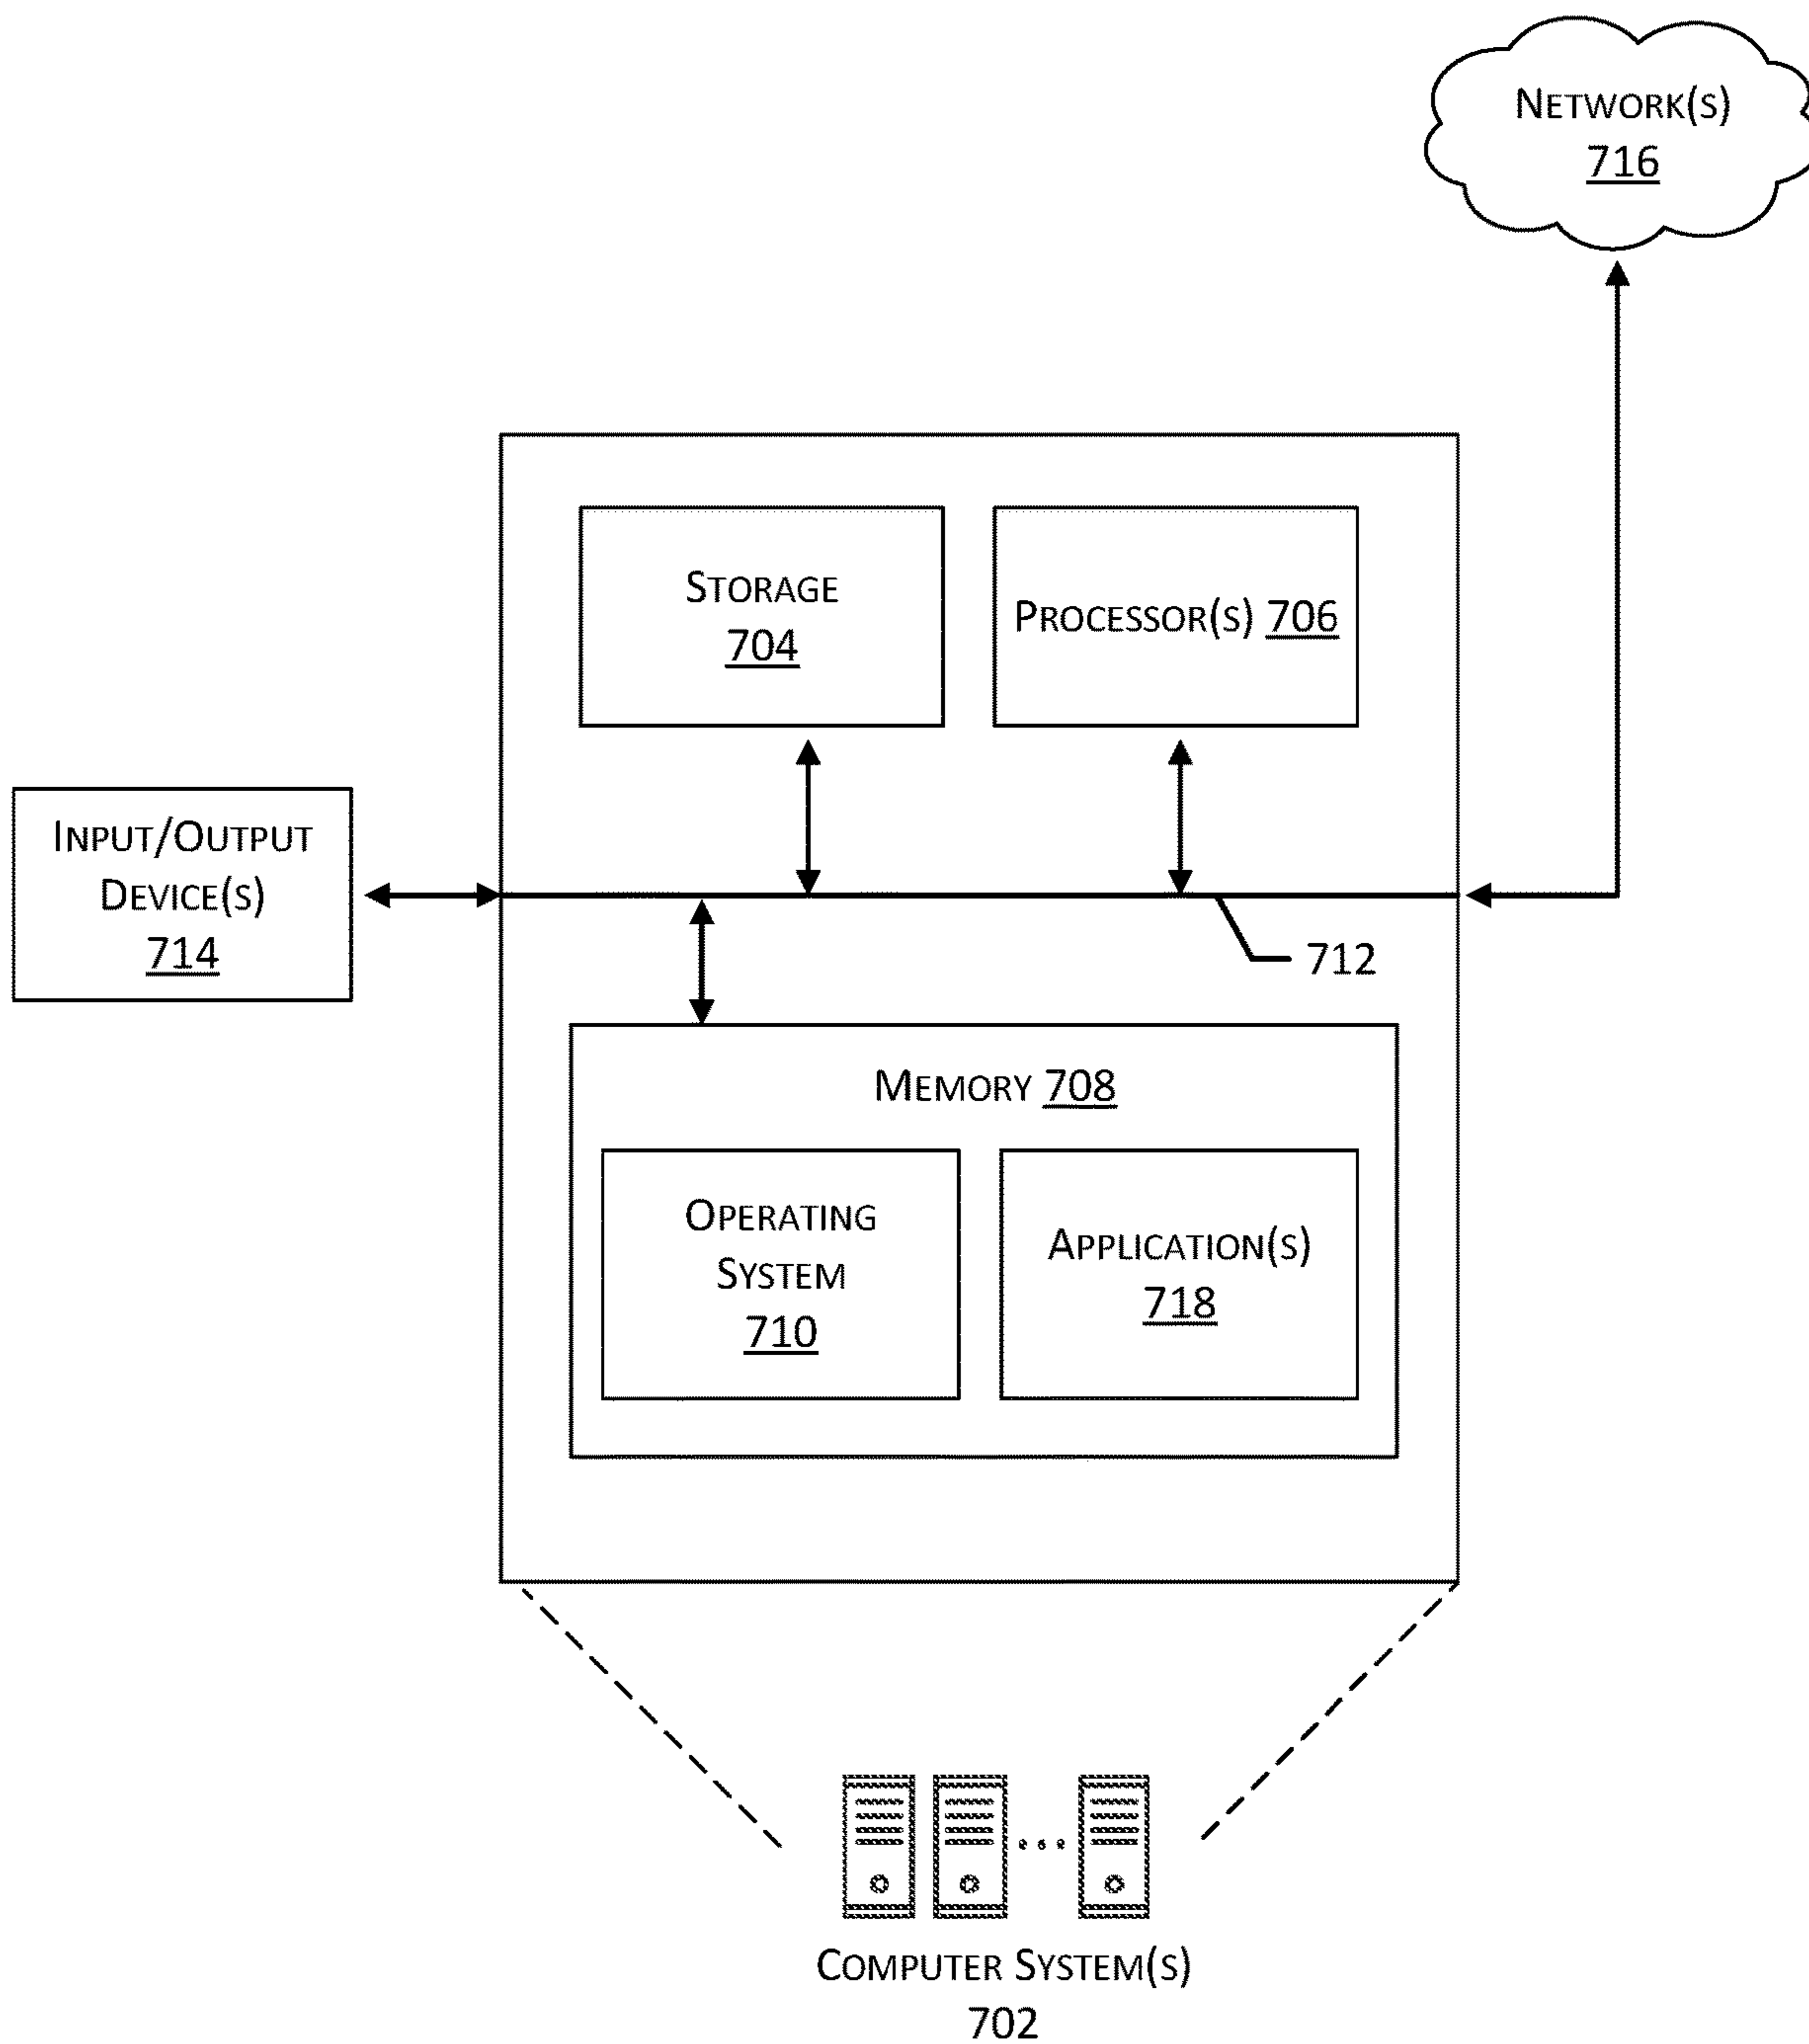 NETWORK(S)
716
STORAGE
704
PROCESSOR(S) 706
INPUT/OUTPUT
DEVICE(S)
714
712
MEMORY 708
OPERATING
SYSTEM
710
APPLICATION(S)
718
COMPUTER SYSTEM(S)
702